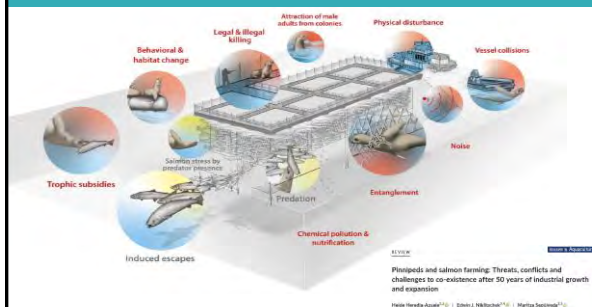 Attraction of male
adults from colonies
Legal & illegal
killing
Physical disturbance
Behavioral &
habitat change
Vessel collisions
Noise
Salmon stress by
predator presence
Trophic subsidies
Predation
Entanglement
Chemical pollution &
nutrification
Induced escapes
REVIEW
Pinnipeds and salmon farming: Threats, conflicts and
challenges to co-existence after 50 years of industrial growth
and expansion